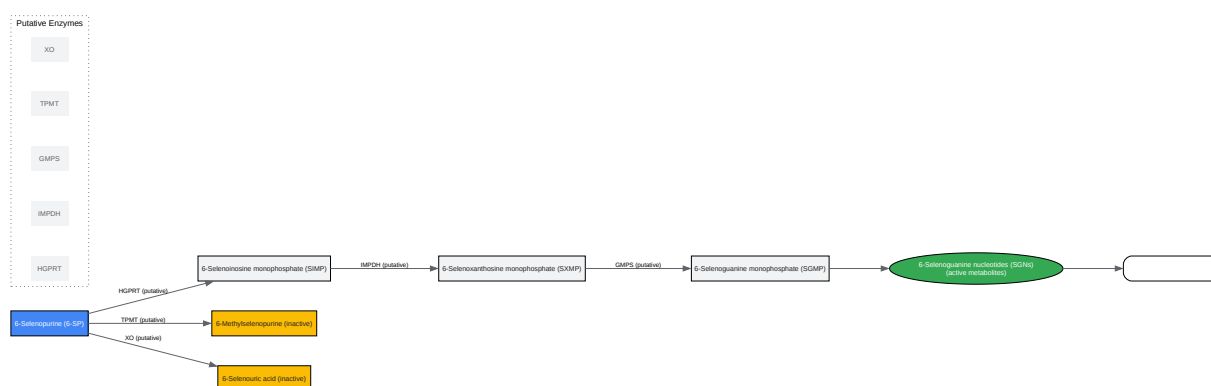 Putative Enzymes
XO
TPMT
GMPS
IMPDH
HGPRT
6-Selenopurine (6-SP)
HGPRT (putative)
TPMT (putative)
XO (putative)
6-Selenoinosine monophosphate (SIMP)
IMPDH (putative)
6-Selenoxanthosine monophosphate (SXMP)
GMPS (putative)
6-Selenoguanine monophosphate (SGMP)
6-Selenoguanine nucleotides (SGNs)
(active metabolites)
6-Methylselenopurine (inactive)
6-Selenouric acid (inactive)